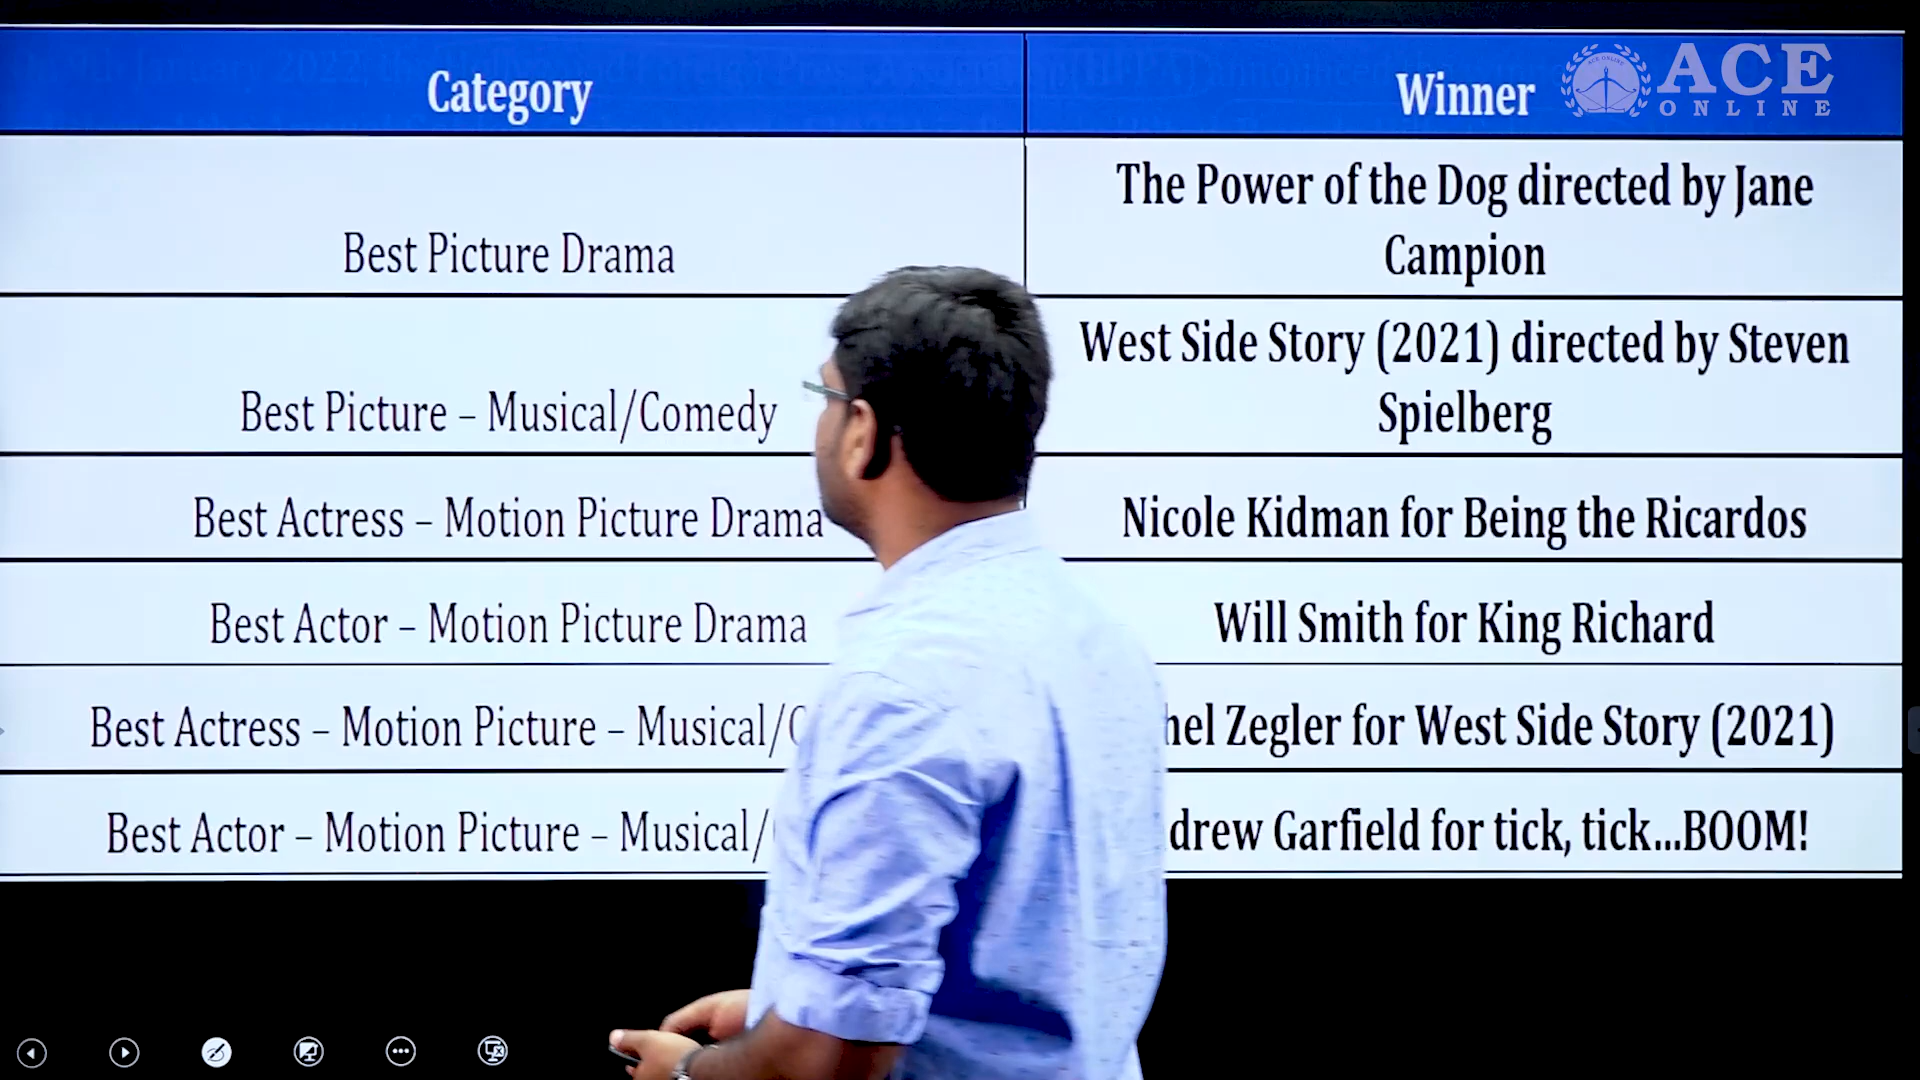 Category
Winner
ACE
ONLINE
Best Picture Drama
The Power of the Dog directed by Jane
Campion
Best Picture – Musical/Comedy
West Side Story (2021) directed by Steven
Spielberg
Best Actress – Motion Picture Drama
Nicole Kidman for Being the Ricardos
Best Actor – Motion Picture Drama
Will Smith for King Richard
Best Actress – Motion Picture – Musical/
Zegler for West Side Story (2021)
Best Actor – Motion Picture – Musical/
Garfield for tick, tick...BOOM!